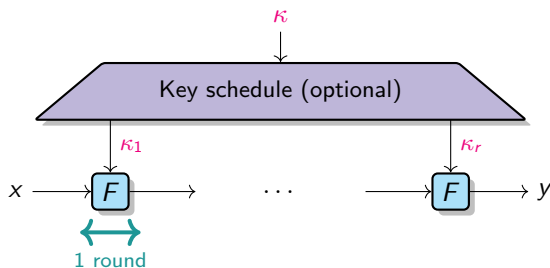 κ
Key schedule (optional)
κ₁ κᵣ
x F ⋯ F y
1 round